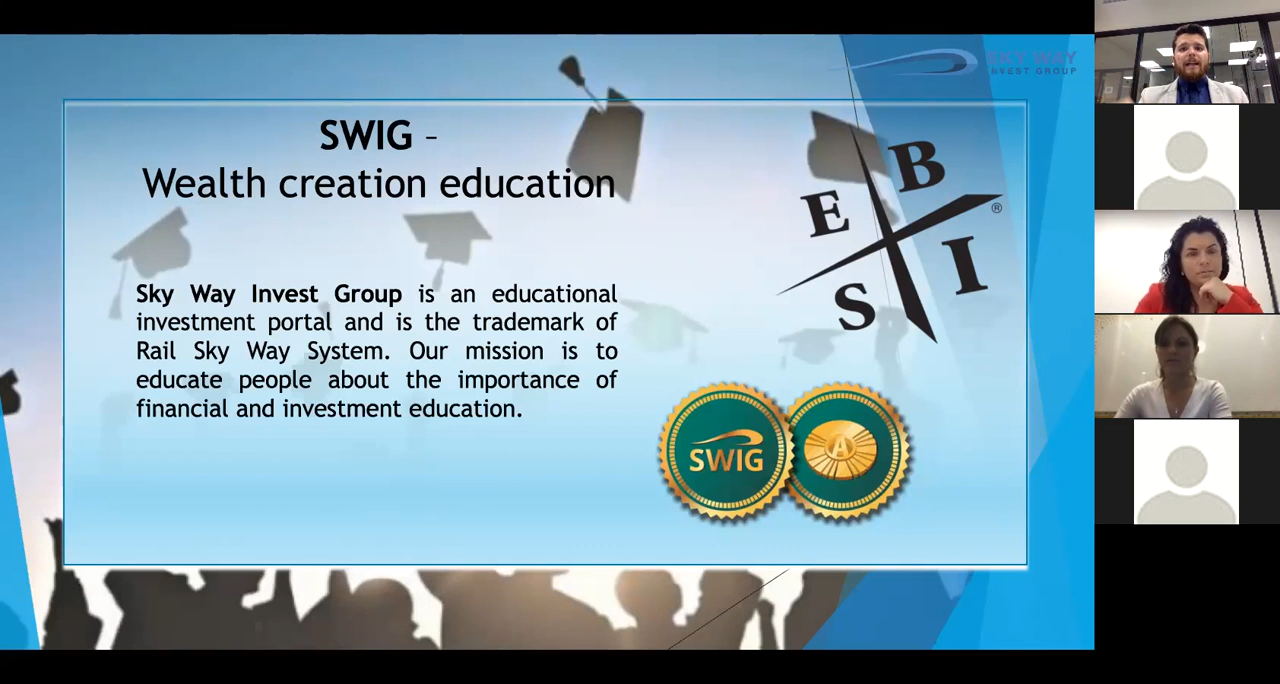 SKY WAY
INVEST GROUP
SWIG –
Wealth creation education
E B
S I
®
Sky Way Invest Group is an educational
investment portal and is the trademark of
Rail Sky Way System. Our mission is to
educate people about the importance of
financial and investment education.
SWIG
A